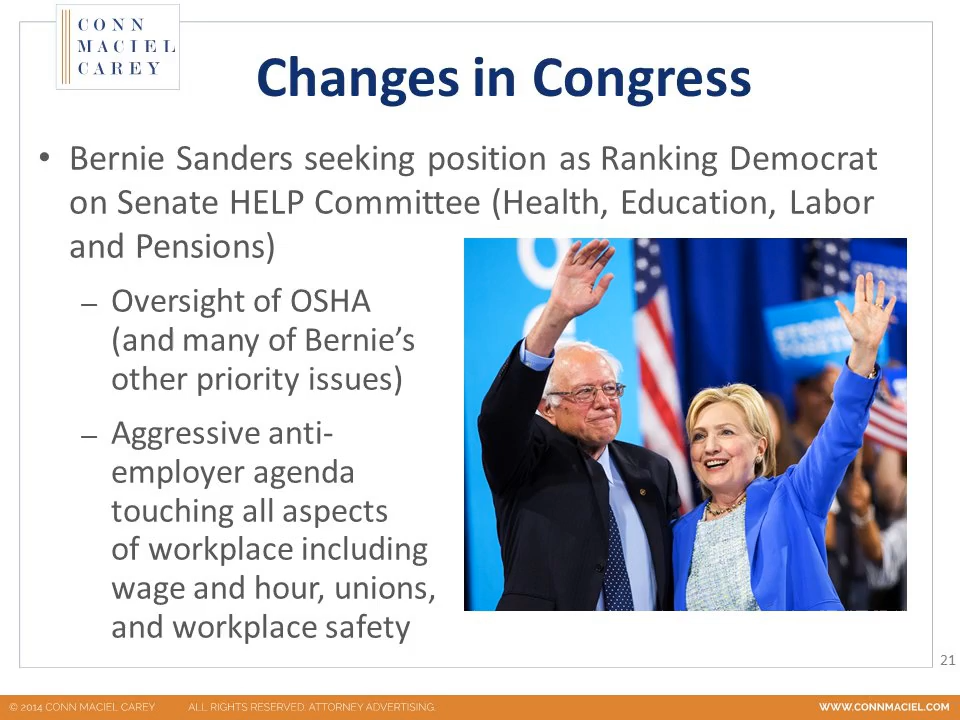 CONN
MACIEL
CAREY
Changes in Congress
• Bernie Sanders seeking position as Ranking Democrat
on Senate HELP Committee (Health, Education, Labor
and Pensions)
– Oversight of OSHA
(and many of Bernie’s
other priority issues)
– Aggressive anti-
employer agenda
touching all aspects
of workplace including
wage and hour, unions,
and workplace safety
21
© 2014 CONN MACIEL CAREY ALL RIGHTS RESERVED. ATTORNEY ADVERTISING. WWW.CONNMACIEL.COM